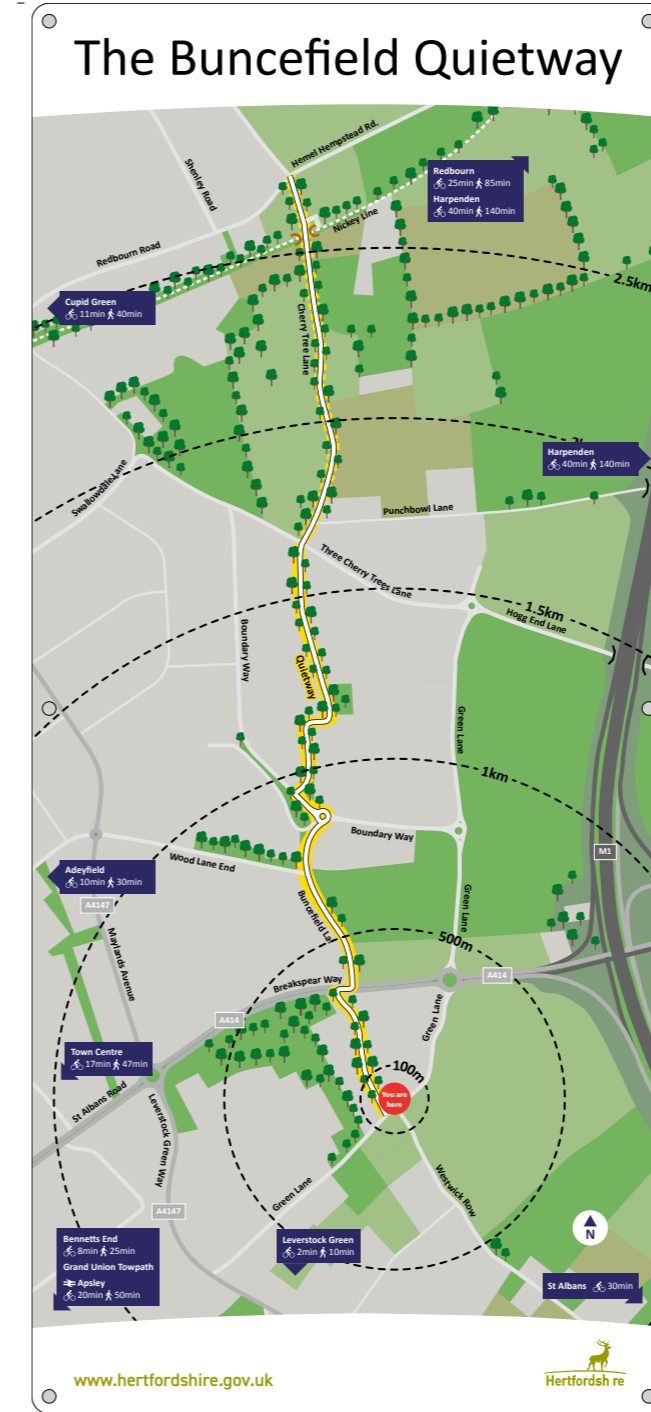 The Buncefield Quietway
Hemel Hempstead Rd.
Shenley Road
Redbourn
25min 85min
Harpenden
40min 140min
Nickey Line
Redbourn Road
2.5km
Cupid Green
11min 40min
Cherry Tree Lane
Harpenden
40min 140min
Swallowdale Lane
Punchbowl Lane
Three Cherry Trees Lane
1.5km
Hogg End Lane
Boundary Way
Quietway
Green Lane
1km
Boundary Way
M1
Wood Lane End
Adeyfield
10min 30min
A4147
Maylands Avenue
Buncefield La
Green Lane
500m
Breakspear Way
A414
A414
Green Lane
Town Centre
17min 47min
100m
You are
here
St Albans Road
Leverstock Green Way
Green Lane
Westwick Row
A4147
Bennetts End
8min 25min
Grand Union Towpath
Apsley
20min 50min
Leverstock Green
2min 10min
N
St Albans 30min
www.hertfordshire.gov.uk
Hertfordsh re